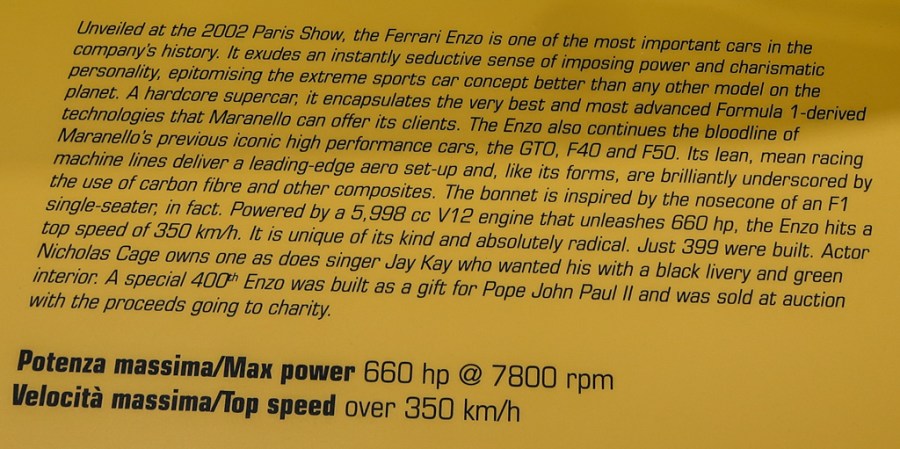 Unveiled at the 2002 Paris Show, the Ferrari Enzo is one of the most important cars in the
company's history. It exudes an instantly seductive sense of imposing power and charismatic
personality, epitomising the extreme sports car concept better than any other model on the
planet. A hardcore supercar, it encapsulates the very best and most advanced Formula 1-derived
technologies that Maranello can offer its clients. The Enzo also continues the bloodline of
Maranello's previous iconic high performance cars, the GTO, F40 and F50. Its lean, mean racing
machine lines deliver a leading-edge aero set-up and, like its forms, are brilliantly underscored by
the use of carbon fibre and other composites. The bonnet is inspired by the nosecone of an F1
single-seater, in fact. Powered by a 5,998 cc V12 engine that unleashes 660 hp, the Enzo hits a
top speed of 350 km/h. It is unique of its kind and absolutely radical. Just 399 were built. Actor
Nicholas Cage owns one as does singer Jay Kay who wanted his with a black livery and green
interior. A special 400th Enzo was built as a gift for Pope John Paul II and was sold at auction
with the proceeds going to charity.
Potenza massima/Max power 660 hp @ 7800 rpm
Velocità massima/Top speed over 350 km/h